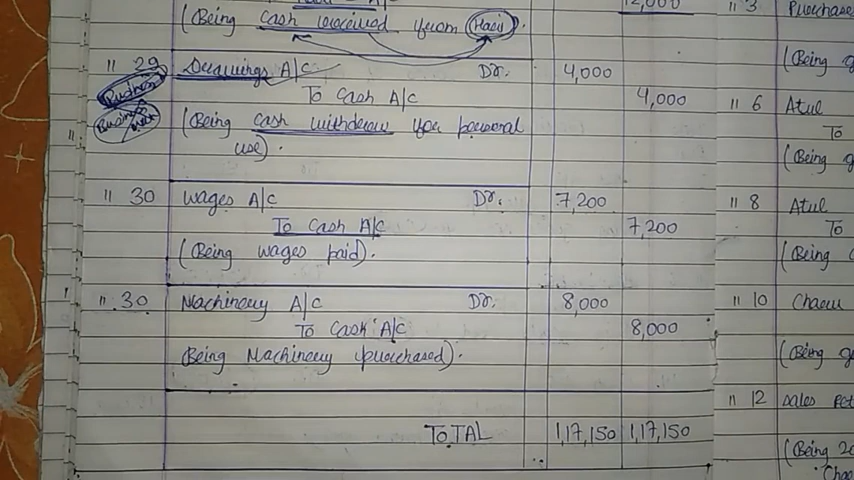 12,000
(Being cash received from Hari).
" 29 Drawings A/c Dr. 4,000
To Cash A/c 4,000
(Being cash withdrew for personal
use).
" 30 Wages A/c Dr. 7,200
To Cash A/c 7,200
(Being wages paid).
" 30 Machinery A/c Dr. 8,000
To Cash A/c 8,000
(Being Machinery purchased).
TOTAL 1,17,150 1,17,150
" 3 Purchase
(Being
" 6 Atul
To
(Being
" 8 Atul
To
(Being
" 10
(Being
" 12 Sales
(Being